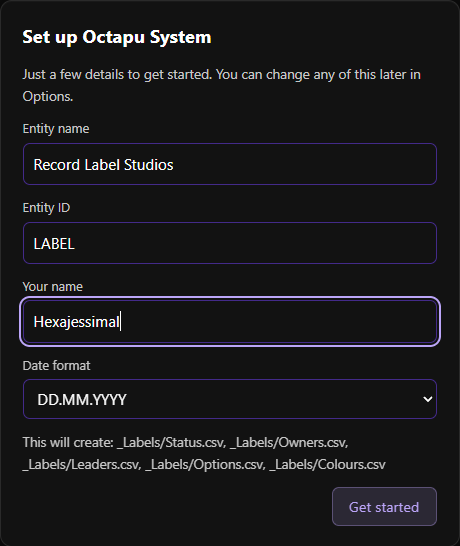 Set up Octapu System
Just a few details to get started. You can change any of this later in
Options.
Entity name
Record Label Studios
Entity ID
LABEL
Your name
Hexajessimal
Date format
DD.MM.YYYY
This will create: _Labels/Status.csv, _Labels/Owners.csv,
_Labels/Leaders.csv, _Labels/Options.csv, _Labels/Colours.csv
Get started